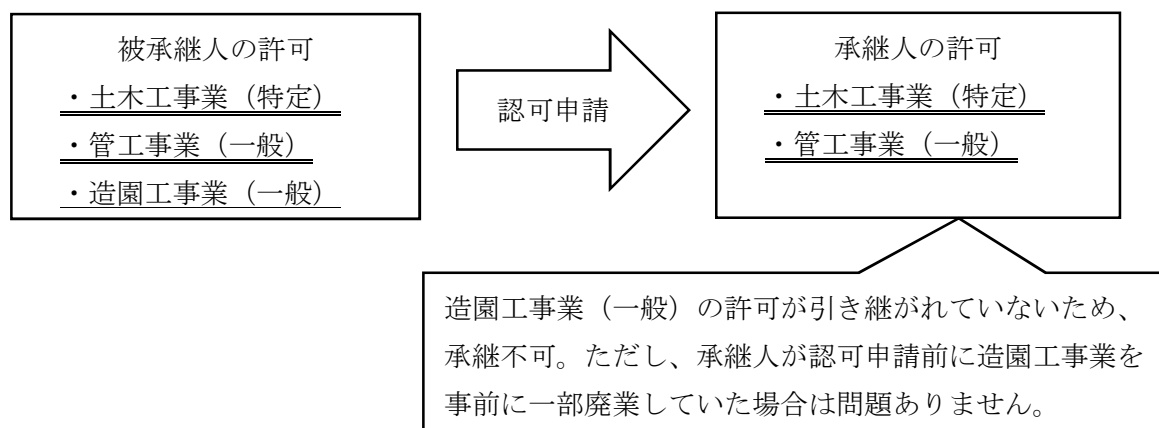 被承継人の許可
・土木工事業（特定）
・管工事業（一般）
・造園工事業（一般）
認可申請
承継人の許可
・土木工事業（特定）
・管工事業（一般）
造園工事業（一般）の許可が引き継がれていないため、
承継不可。ただし、承継人が認可申請前に造園工事業を
事前に一部廃業していた場合は問題ありません。